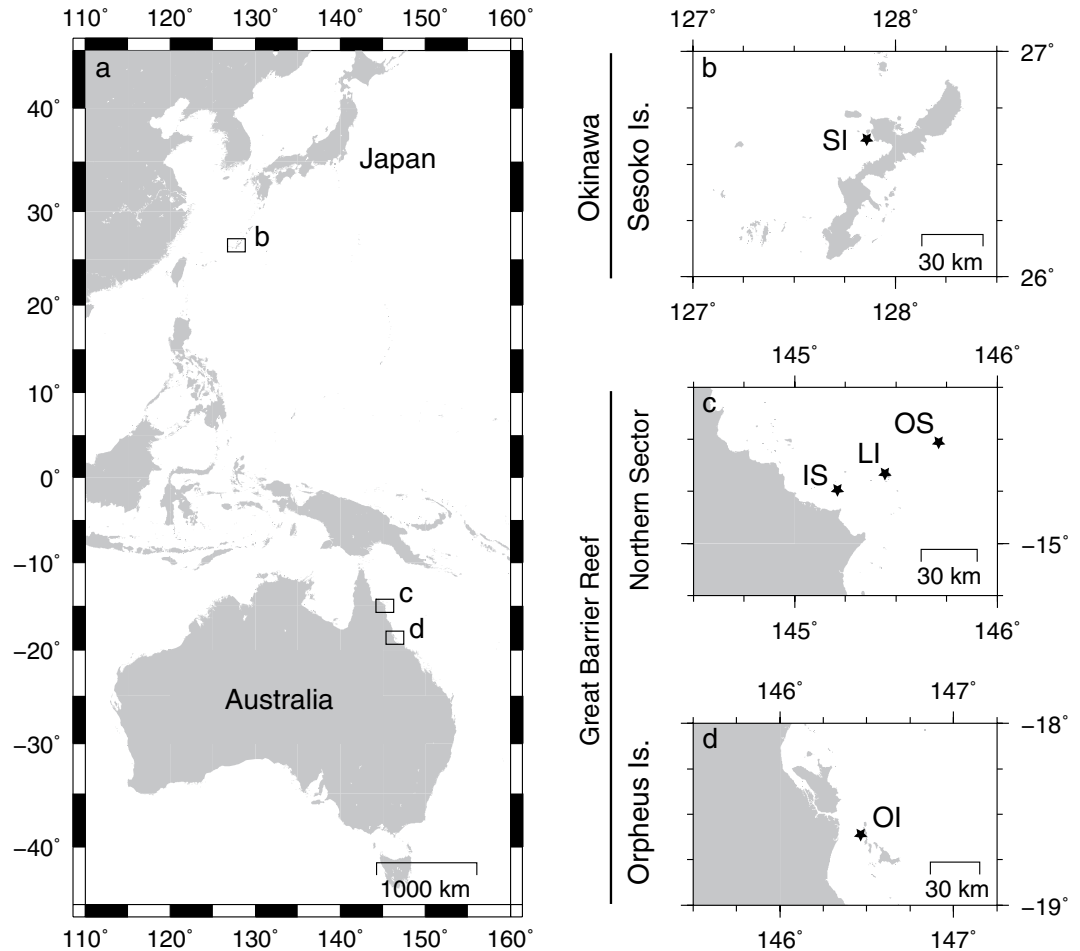 110° 120° 130° 140° 150° 160°
a
40°
30°
20°
10°
0°
−10°
−20°
−30°
−40°
Japan
b
c
d
Australia
1000 km
110° 120° 130° 140° 150° 160°
Okinawa
Sesoko Is.
127° 128°
b
27°
SI
30 km
26°
127° 128°
Great Barrier Reef
Northern Sector
145° 146°
c
OS
LI
IS
−15°
30 km
145° 146°
Orpheus Is.
146° 147°
−18°
d
OI
30 km
−19°
146° 147°